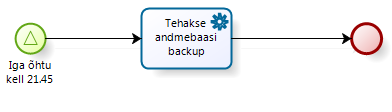 Iga õhtu
kell 21.45
Tehakse
andmebaasi
backup